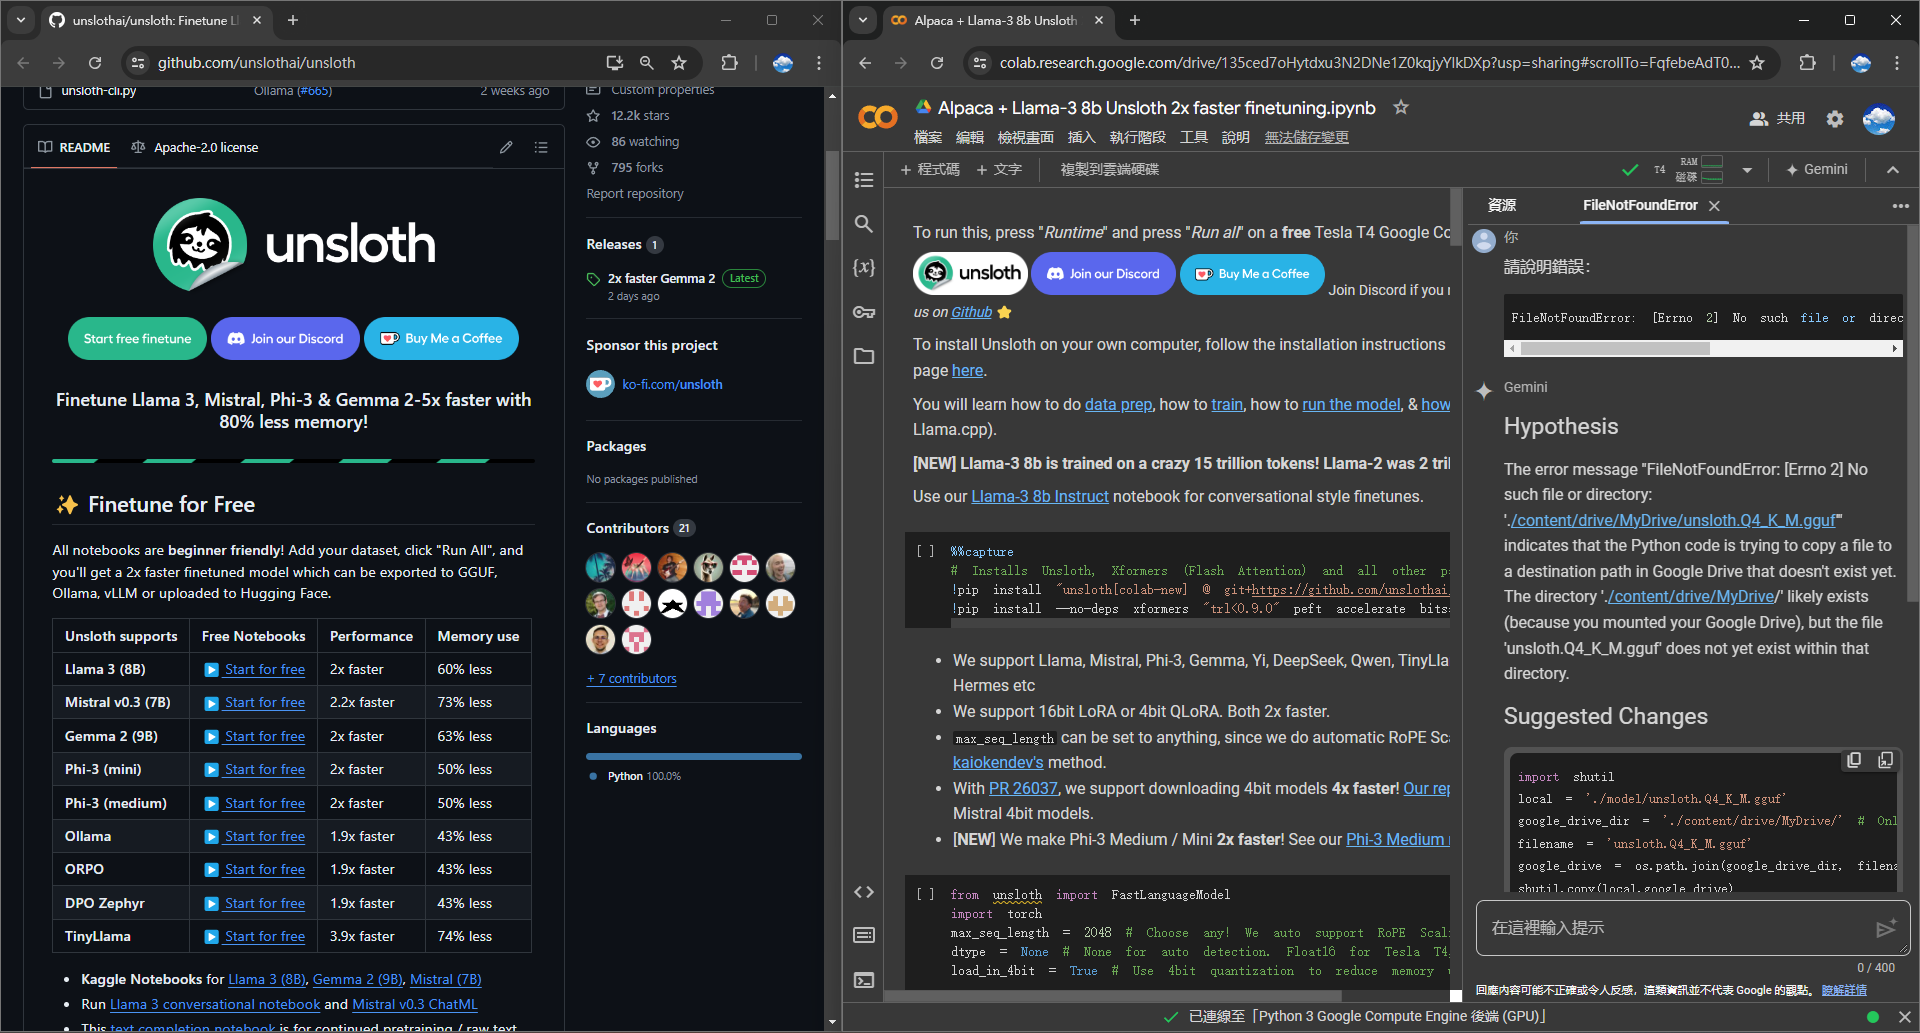 unslothai/unsloth: Finetune Ll
github.com/unslothai/unsloth
unsloth-cli.py
Ollama (#665)
2 weeks ago
README
Apache-2.0 license
unsloth
Start free finetune
Join our Discord
Buy Me a Coffee
Finetune Llama 3, Mistral, Phi-3 & Gemma 2-5x faster with
80% less memory!
✨ Finetune for Free
All notebooks are beginner friendly! Add your dataset, click "Run All", and
you'll get a 2x faster finetuned model which can be exported to GGUF,
Ollama, vLLM or uploaded to Hugging Face.
Unsloth supports Free Notebooks Performance Memory use
Llama 3 (8B) ▶ Start for free 2x faster 60% less
Mistral v0.3 (7B) ▶ Start for free 2.2x faster 73% less
Gemma 2 (9B) ▶ Start for free 2x faster 63% less
Phi-3 (mini) ▶ Start for free 2x faster 50% less
Phi-3 (medium) ▶ Start for free 2x faster 50% less
Ollama ▶ Start for free 1.9x faster 43% less
ORPO ▶ Start for free 1.9x faster 43% less
DPO Zephyr ▶ Start for free 1.9x faster 43% less
TinyLlama ▶ Start for free 3.9x faster 74% less
• Kaggle Notebooks for Llama 3 (8B), Gemma 2 (9B), Mistral (7B)
• Run Llama 3 conversational notebook and Mistral v0.3 ChatML
• This text completion notebook is for continued pretraining / raw text
Custom properties
12.2k stars
86 watching
795 forks
Report repository
Releases 1
2x faster Gemma 2 Latest
2 days ago
Sponsor this project
ko-fi.com/unsloth
Packages
No packages published
Contributors 21
+ 7 contributors
Languages
Python 100.0%
Alpaca + Llama-3 8b Unsloth
colab.research.google.com/drive/135ced7oHytdxu3N2DNe1Z0kqjyYlkDXp?usp=sharing#scrollTo=FqfebeAdT0...
Alpaca + Llama-3 8b Unsloth 2x faster finetuning.ipynb
檔案 編輯 檢視畫面 插入 執行階段 工具 說明 無法儲存變更
共用
+ 程式碼 + 文字 複製到雲端硬碟
T4 RAM
磁碟
Gemini
To run this, press "Runtime" and press "Run all" on a free Tesla T4 Google Co
unsloth
Join our Discord
Buy Me a Coffee
Join Discord if you
us on Github ⭐
To install Unsloth on your own computer, follow the installation instructions
page here.
You will learn how to do data prep, how to train, how to run the model, & how
Llama.cpp).
[NEW] Llama-3 8b is trained on a crazy 15 trillion tokens! Llama-2 was 2 tril
Use our Llama-3 8b Instruct notebook for conversational style finetunes.
[ ] %%capture
# Installs Unsloth, Xformers (Flash Attention) and all other p
!pip install "unsloth[colab-new] @ git+https://github.com/unslothai/
!pip install --no-deps xformers "trl<0.9.0" peft accelerate bits
• We support Llama, Mistral, Phi-3, Gemma, Yi, DeepSeek, Qwen, TinyLla
Hermes etc
• We support 16bit LoRA or 4bit QLoRA. Both 2x faster.
• max_seq_length can be set to anything, since we do automatic RoPE Sca
kaiokendev's method.
• With PR 26037, we support downloading 4bit models 4x faster! Our rep
Mistral 4bit models.
• [NEW] We make Phi-3 Medium / Mini 2x faster! See our Phi-3 Medium
[ ] from unsloth import FastLanguageModel
import torch
max_seq_length = 2048 # Choose any! We auto support RoPE Scal
dtype = None # None for auto detection. Float16 for Tesla T4,
load_in_4bit = True # Use 4bit quantization to reduce memory
資源
FileNotFoundError
你
請說明錯誤:
FileNotFoundError: [Errno 2] No such file or direc
Gemini
Hypothesis
The error message "FileNotFoundError: [Errno 2] No
such file or directory:
'./content/drive/MyDrive/unsloth.Q4_K_M.gguf'"
indicates that the Python code is trying to copy a file to
a destination path in Google Drive that doesn't exist yet.
The directory './content/drive/MyDrive/' likely exists
(because you mounted your Google Drive), but the file
'unsloth.Q4_K_M.gguf' does not yet exist within that
directory.
Suggested Changes
import shutil
local = './model/unsloth.Q4_K_M.gguf'
google_drive_dir = './content/drive/MyDrive/' # Onl
filename = 'unsloth.Q4_K_M.gguf'
google_drive = os.path.join(google_drive_dir, filena
shutil.copy(local,google_drive)
在這裡輸入提示
0 / 400
回應內容可能不正確或令人反感，這類資訊並不代表 Google 的觀點。 瞭解詳情
已連線至「Python 3 Google Compute Engine 後端 (GPU)」